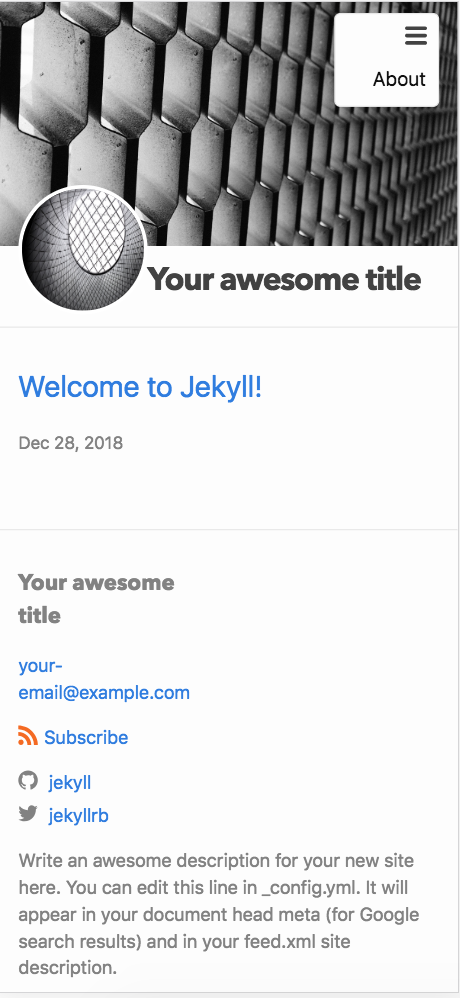 About
Your awesome title
Welcome to Jekyll!
Dec 28, 2018
Your awesome
title
your-
email@example.com
Subscribe
jekyll
jekyllrb
Write an awesome description for your new site
here. You can edit this line in _config.yml. It will
appear in your document head meta (for Google
search results) and in your feed.xml site
description.